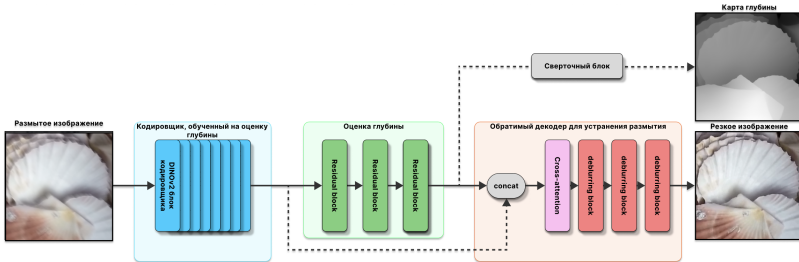 Карта глубины
Сверточный блок
Размытое изображение
Кодировщик, обученный на оценку
глубины
Оценка глубины
Обратимый декодер для устранения размытия
Резкое изображение
DINOv2 блок
кодировщика
Residual block
Residual block
Residual block
concat
Cross-attention
deblurring block
deblurring block
deblurring block